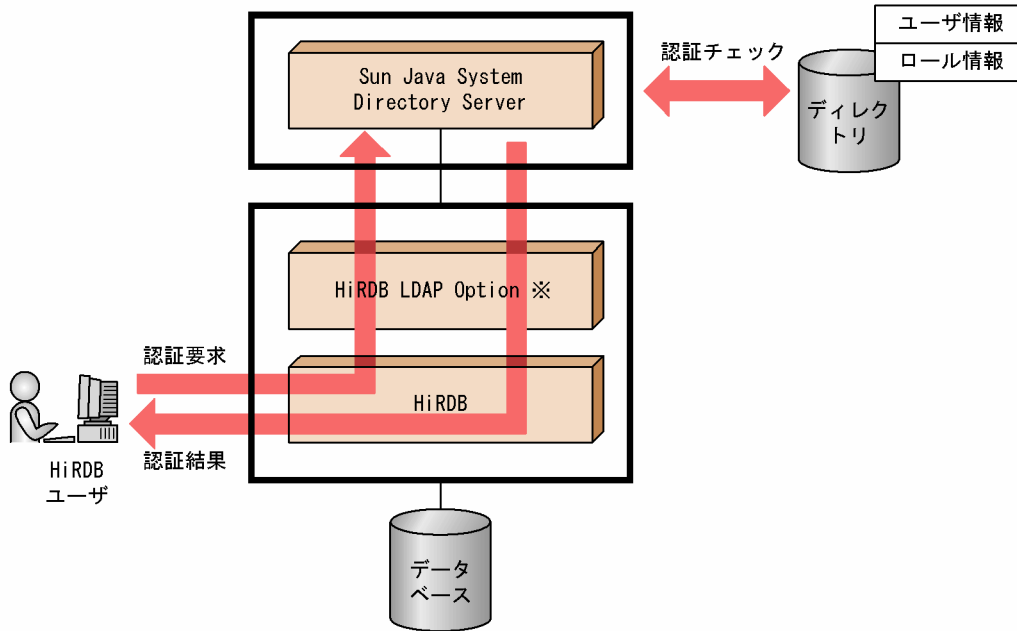 ユーザ情報
ロール情報
認証チェック
Sun Java System
Directory Server
ディレク
トリ
HiRDB LDAP Option ※
認証要求
HiRDB
認証結果
HiRDB
ユーザ
データ
ベース